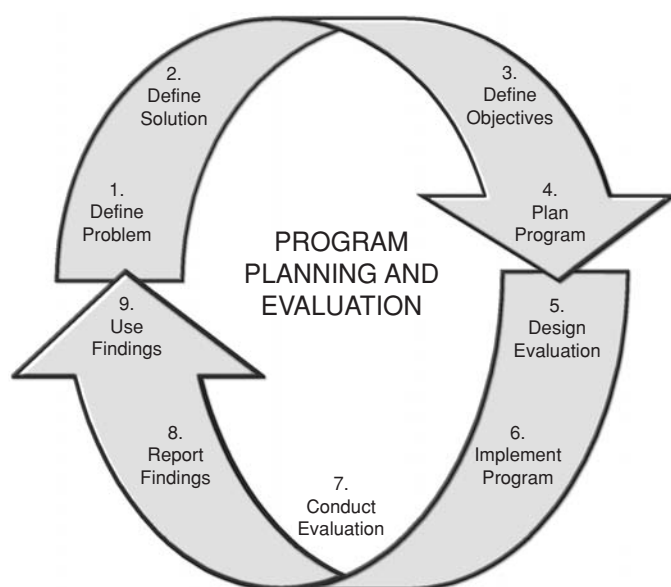 1.
Define
Problem
2.
Define
Solution
3.
Define
Objectives
4.
Plan
Program
PROGRAM
PLANNING AND
EVALUATION
5.
Design
Evaluation
6.
Implement
Program
7.
Conduct
Evaluation
8.
Report
Findings
9.
Use
Findings